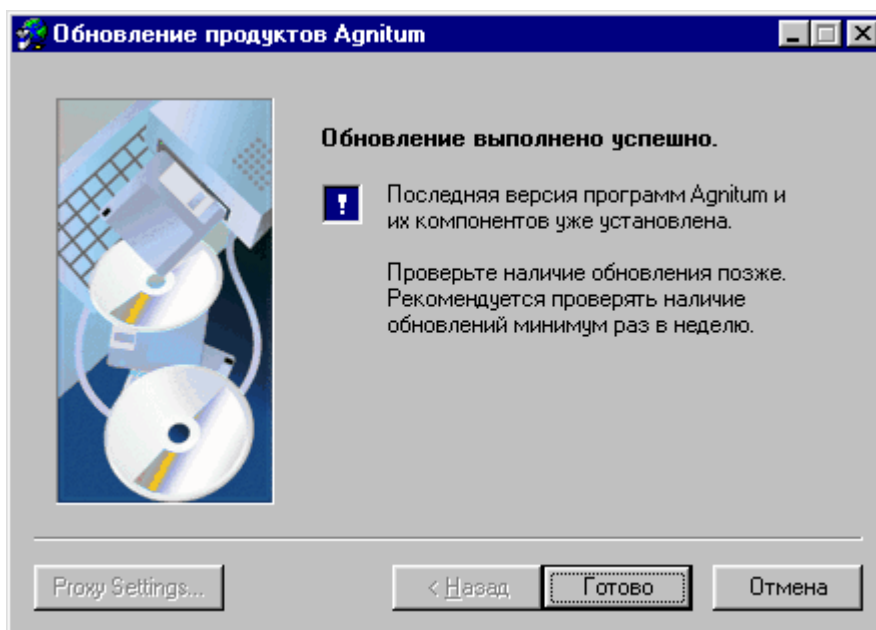 Обновление продуктов Agnitum
Обновление выполнено успешно.
Последняя версия программ Agnitum и
их компонентов уже установлена.
Проверьте наличие обновления позже.
Рекомендуется проверять наличие
обновлений минимум раз в неделю.
Proxy Settings...
< Назад
Готово
Отмена